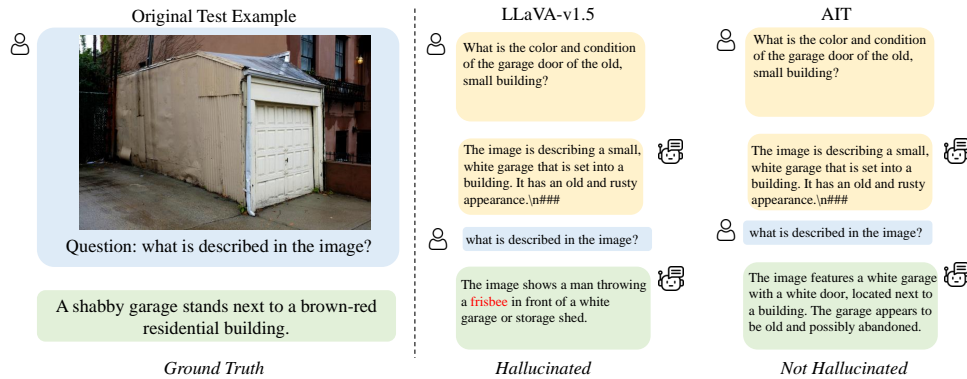 Original Test Example
Question: what is described in the image?
A shabby garage stands next to a brown-red
residential building.
Ground Truth
LLaVA-v1.5
What is the color and condition
of the garage door of the old,
small building?
The image is describing a small,
white garage that is set into a
building. It has an old and rusty
appearance.\n###
what is described in the image?
The image shows a man throwing
a frisbee in front of a white
garage or storage shed.
Hallucinated
AIT
What is the color and condition
of the garage door of the old,
small building?
The image is describing a small,
white garage that is set into a
building. It has an old and rusty
appearance.\n###
what is described in the image?
The image features a white garage
with a white door, located next to
a building. The garage appears to
be old and possibly abandoned.
Not Hallucinated